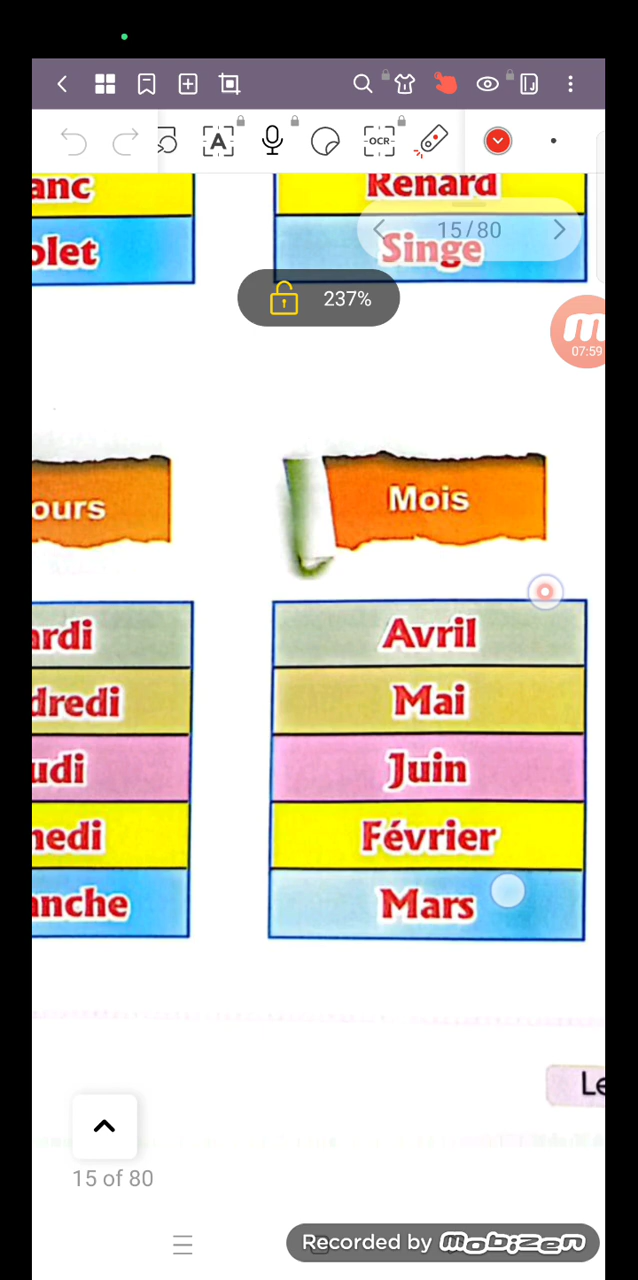 A
OCR
anc
Renard
olet
Singe
15/80
237%
07:59
ours
Mois
ardi
Avril
dredi
Mai
udi
Juin
nedi
Février
anche
Mars
Le
15 of 80
Recorded by mobizen